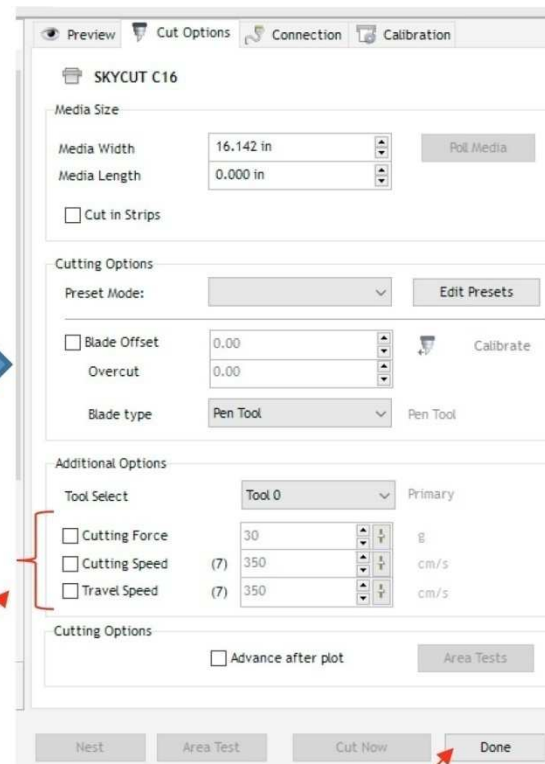 Preview Cut Options Connection Calibration
SKYCUT C16
Media Size
Media Width 16.142 in Poll Media
Media Length 0.000 in
Cut in Strips
Cutting Options
Preset Mode: Edit Presets
Blade Offset 0.00 Calibrate
Overcut 0.00
Blade type Pen Tool Pen Tool
Additional Options
Tool Select Tool 0 Primary
Cutting Force 30 g
Cutting Speed (7) 350 cm/s
Travel Speed (7) 350 cm/s
Cutting Options
Advance after plot Area Tests
Nest Area Test Cut Now Done